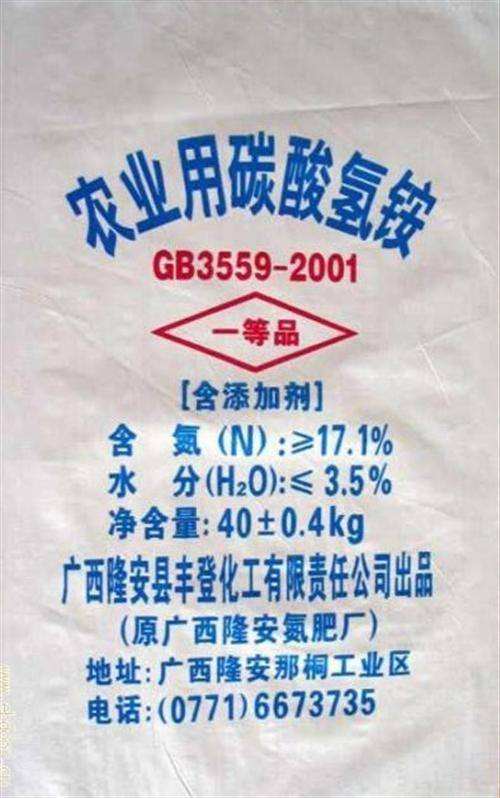 农业用碳酸氢铵
GB3559-2001
一等品
[含添加剂]
含 氮 (N):≥17.1%
水 分(H₂O):≤ 3.5%
净含量:40±0.4kg
广西隆安县丰登化工有限责任公司出品
(原广西隆安氮肥厂)
地址:广西隆安那桐工业区
电话:(0771)6673735